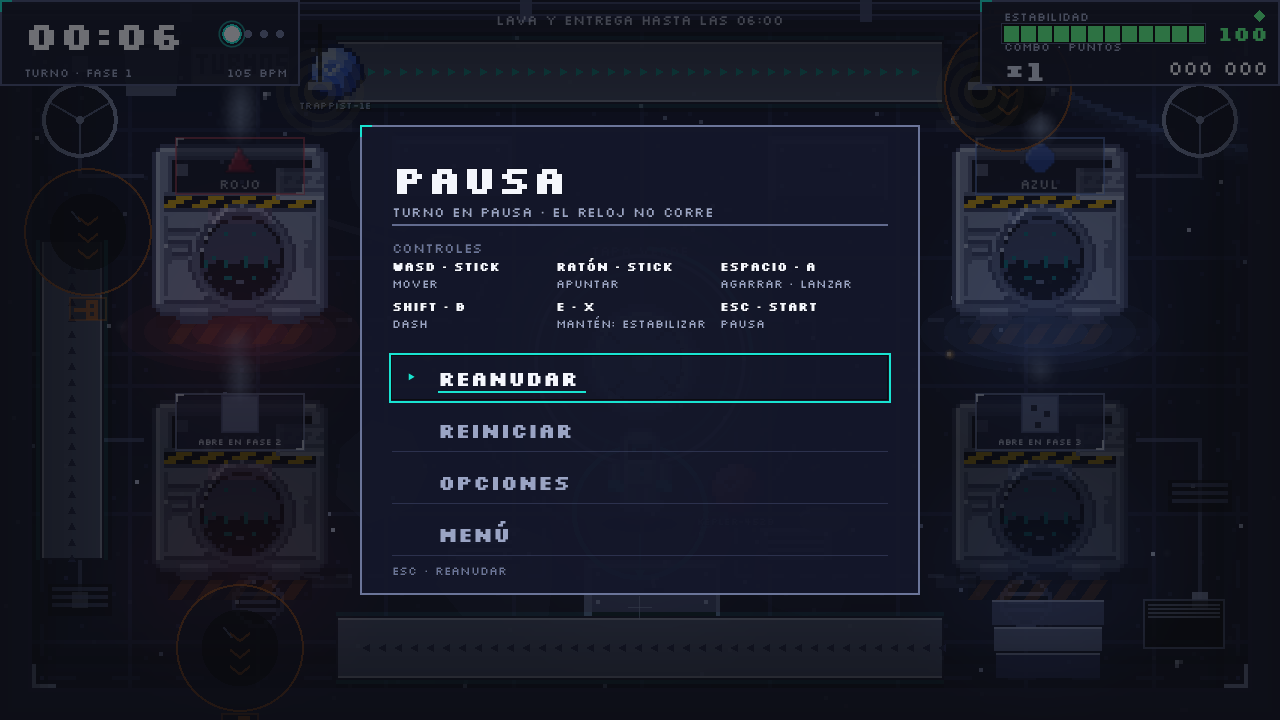 00:06
TURNO · FASE 1
105 BPM
LAVA Y ENTREGA HASTA LAS 06:00
ESTABILIDAD
100
COMBO · PUNTOS
x1
000 000
TRAPPIST-1E
ROJO
AZUL
PAUSA
TURNO EN PAUSA · EL RELOJ NO CORRE
CONTROLES
WASD · STICK
RATÓN · STICK
ESPACIO · A
MOVER
APUNTAR
AGARRAR · LANZAR
SHIFT · B
E · X
ESC · START
DASH
MANTÉN: ESTABILIZAR
PAUSA
REANUDAR
REINICIAR
ABRE EN FASE 2
ABRE EN FASE 3
OPCIONES
MENÚ
ESC · REANUDAR